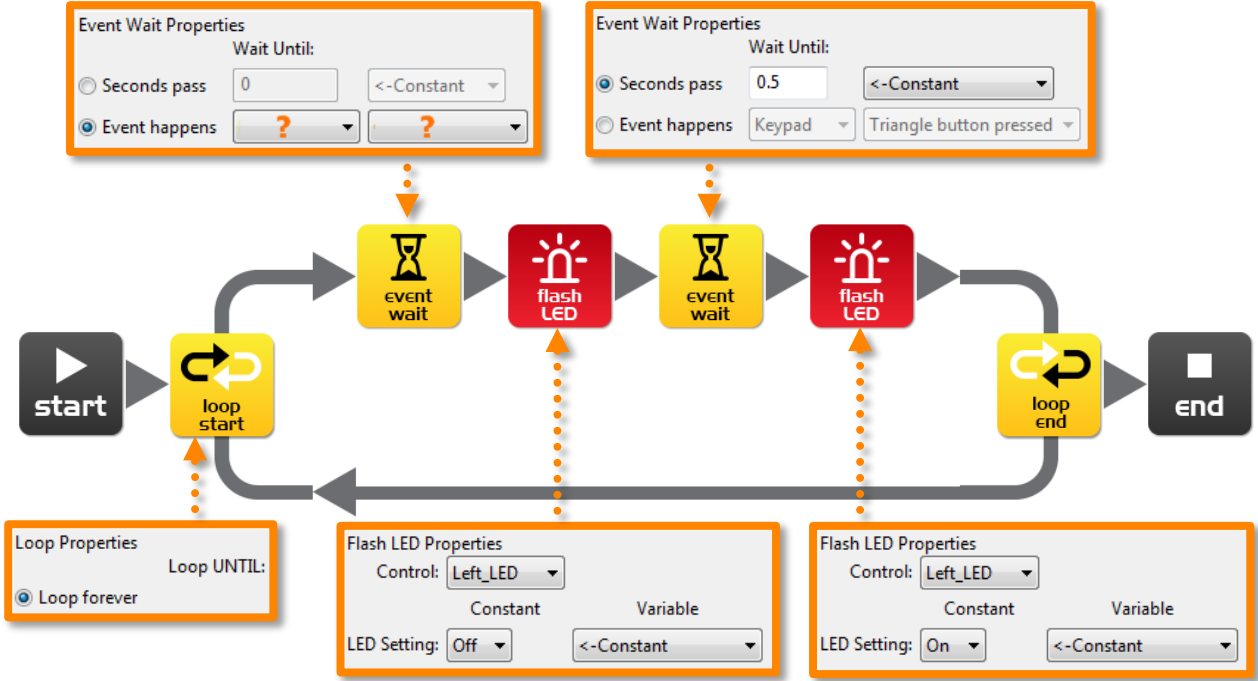 Event Wait Properties
Wait Until:
Seconds pass 0 <-Constant
Event happens ? ?
Event Wait Properties
Wait Until:
Seconds pass 0.5 <-Constant
Event happens Keypad Triangle button pressed
event
wait
flash
LED
event
wait
flash
LED
start
loop
start
loop
end
end
Loop Properties
Loop UNTIL:
Loop forever
Flash LED Properties
Control: Left_LED
Constant Variable
LED Setting: Off <-Constant
Flash LED Properties
Control: Left_LED
Constant Variable
LED Setting: On <-Constant